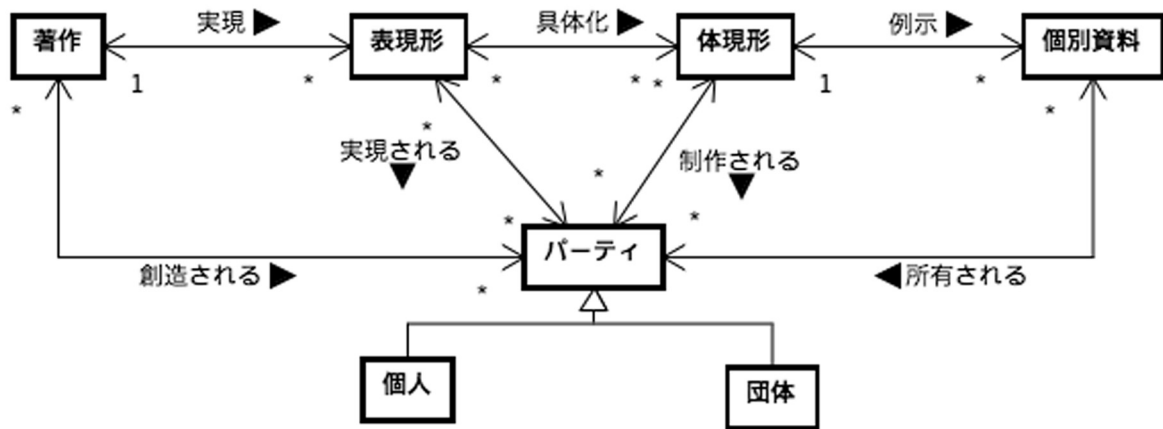 実現 ▶
具体化 ▶
例示 ▶
著作
表現形
体現形
個別資料
1
*
*
*
*
1
*
*
*
*
実現される
▼
*
制作される
▼
*
*
パーティ
創造される ▶
*
◀ 所有される
個人
団体